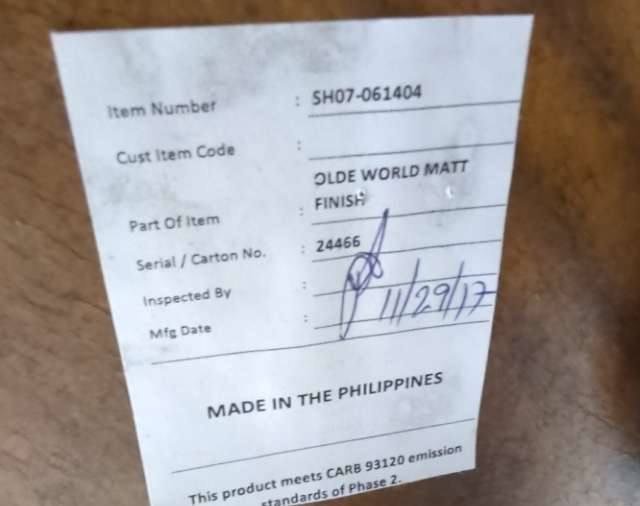 Item Number : SH07-061404
Cust Item Code :
OLDE WORLD MATT
Part Of Item : FINISH
Serial / Carton No. : 24466
Inspected By :
Mfg Date : 11/29/17
MADE IN THE PHILIPPINES
This product meets CARB 93120 emission
standards of Phase 2.